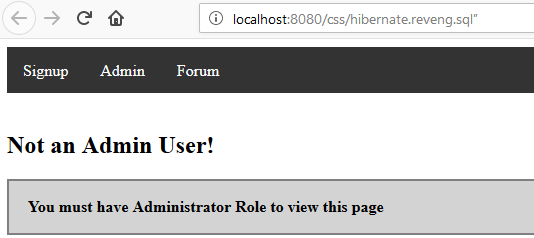 localhost:8080/css/hibernate.reveng.sql"
Signup Admin Forum
Not an Admin User!
You must have Administrator Role to view this page